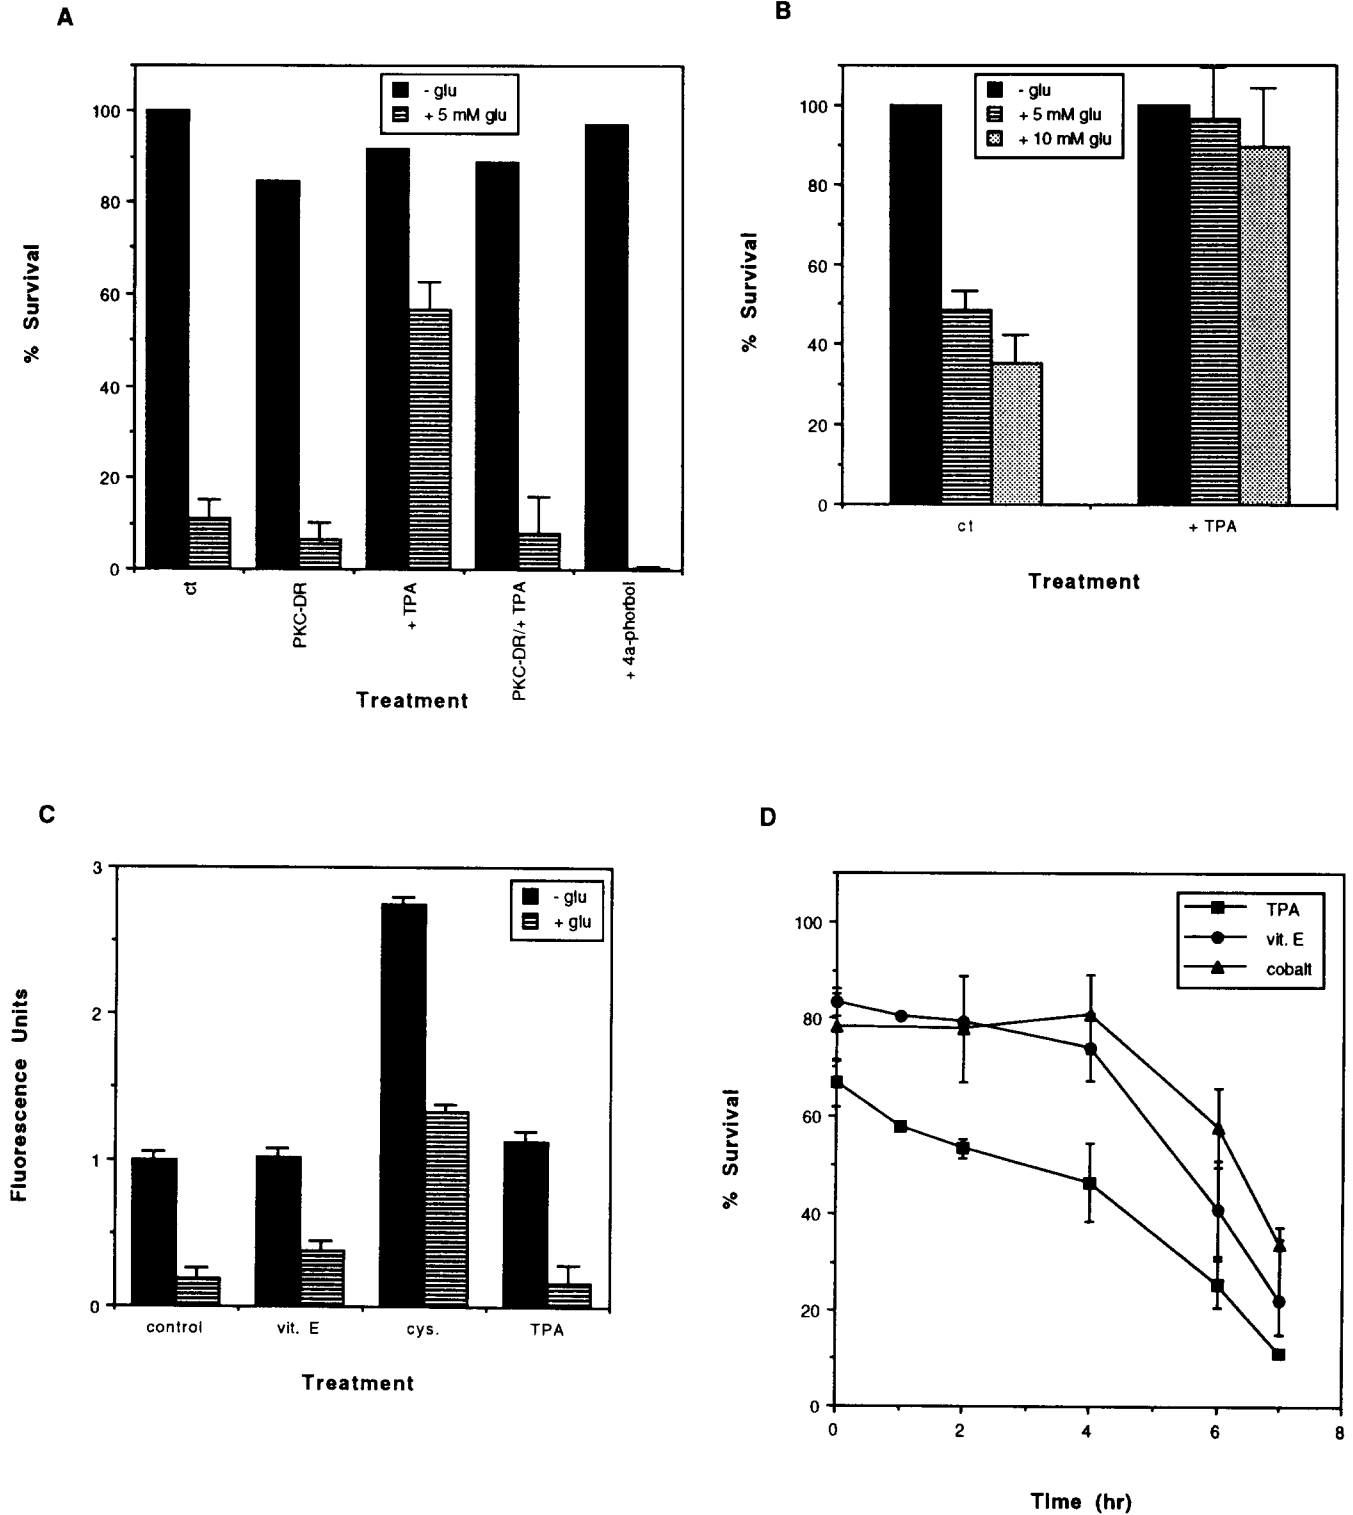 A
- glu
+ 5 mM glu
100
80
60
40
20
0
% Survival
ct
PKC-DR
+ TPA
PKC-DR/+ TPA
+ 4a-phorbol
Treatment
B
- glu
+ 5 mM glu
+ 10 mM glu
100
80
60
40
20
0
% Survival
ct
+ TPA
Treatment
C
- glu
+ glu
3
2
1
0
Fluorescence Units
control
vit. E
cys.
TPA
Treatment
D
TPA
vit. E
cobalt
100
80
60
40
20
0
% Survival
0
2
4
6
8
Time (hr)